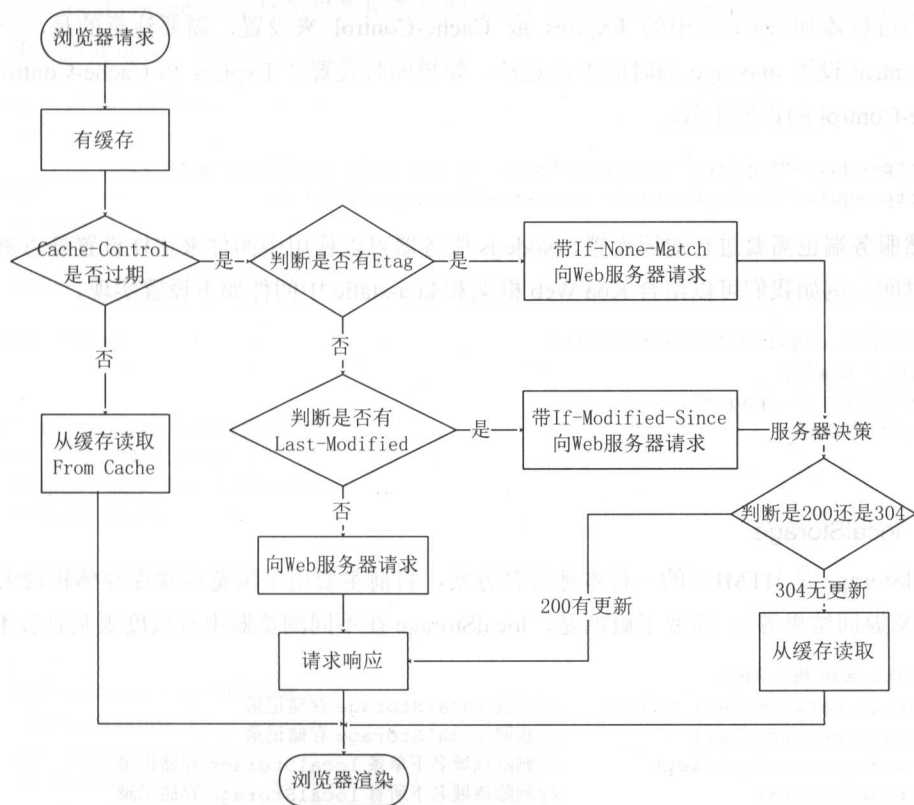 浏览器请求
有缓存
Cache-Control
是否过期
是
判断是否有Etag
是
带If-None-Match
向Web服务器请求
否
否
从缓存读取
From Cache
判断是否有
Last-Modified
是
带If-Modified-Since
向Web服务器请求
服务器决策
判断是200还是304
否
向Web服务器请求
200有更新
304无更新
请求响应
从缓存读取
浏览器渲染